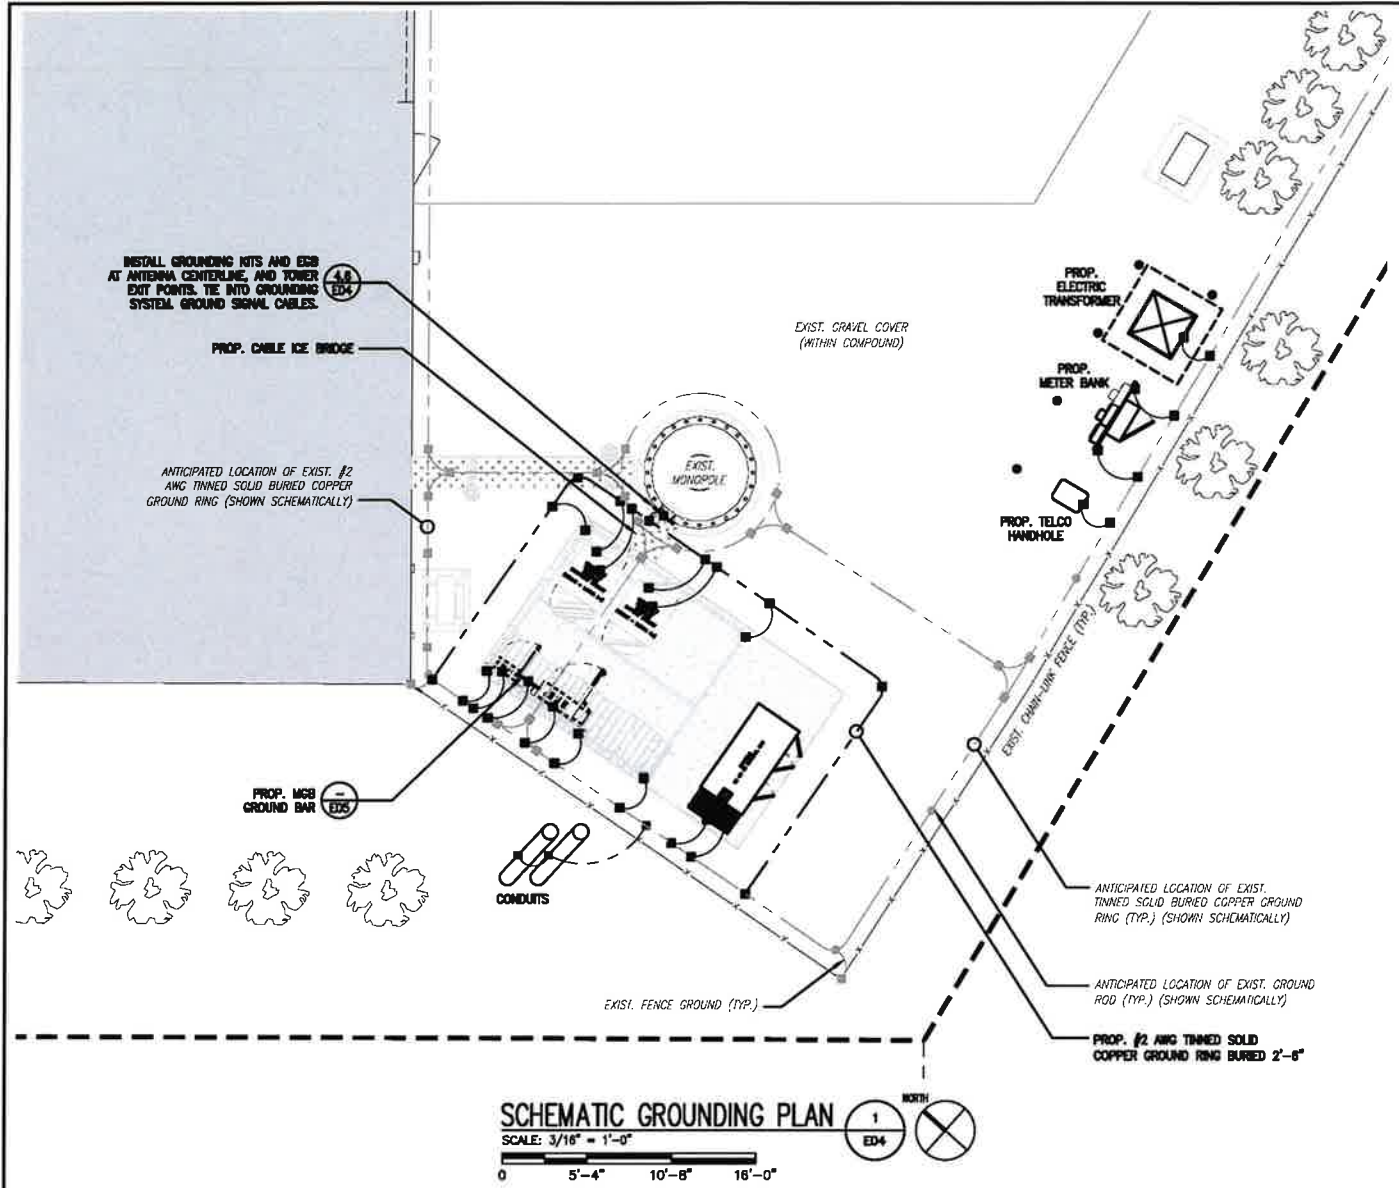 INSTALL GROUNDING KITS AND EGB
AT ANTENNA CENTERLINE, AND TOWER
EXIT POINTS. TIE INTO GROUNDING
SYSTEM. GROUND SIGNAL CABLES.
4,6
ED4
PROP. CABLE ICE BRIDGE
ANTICIPATED LOCATION OF EXIST. #2
AWG TINNED SOLID BURIED COPPER
GROUND RING (SHOWN SCHEMATICALLY)
EXIST. GRAVEL COVER
(WITHIN COMPOUND)
PROP.
ELECTRIC
TRANSFORMER
PROP.
METER BANK
PROP. TELCO
HANDHOLE
EXIST.
MONOPOLE
EXIST. CHAIN-LINK FENCE (TYP.)
PROP. MGB
GROUND BAR
-
ED5
CONDUITS
EXIST. FENCE GROUND (TYP.)
ANTICIPATED LOCATION OF EXIST.
TINNED SOLID BURIED COPPER GROUND
RING (TYP.) (SHOWN SCHEMATICALLY)
ANTICIPATED LOCATION OF EXIST. GROUND
ROD (TYP.) (SHOWN SCHEMATICALLY)
PROP. #2 AWG TINNED SOLID
COPPER GROUND RING BURIED 2'-6"
SCHEMATIC GROUNDING PLAN
1
ED4
NORTH
SCALE: 3/16" = 1'-0"
0 5'-4" 10'-8" 16'-0"